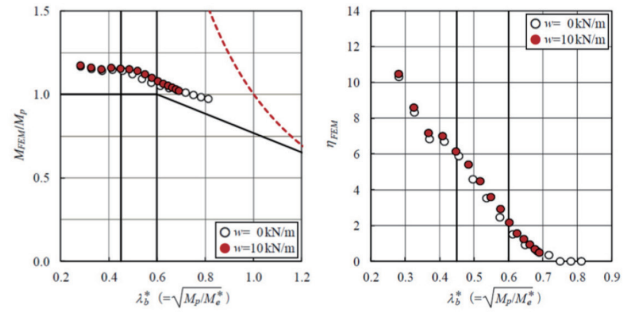 1.5
1.0
0.5
0.0
M_FEM/M_p
0.2 0.4 0.6 0.8 1.0 1.2
λ_b^* (=√M_p/M_e^*)
w= 0kN/m
w=10kN/m
14
12
10
8
6
4
2
0
η_FEM
0.2 0.3 0.4 0.5 0.6 0.7 0.8 0.9
λ_b^* (=√M_p/M_e^*)
w= 0kN/m
w=10kN/m